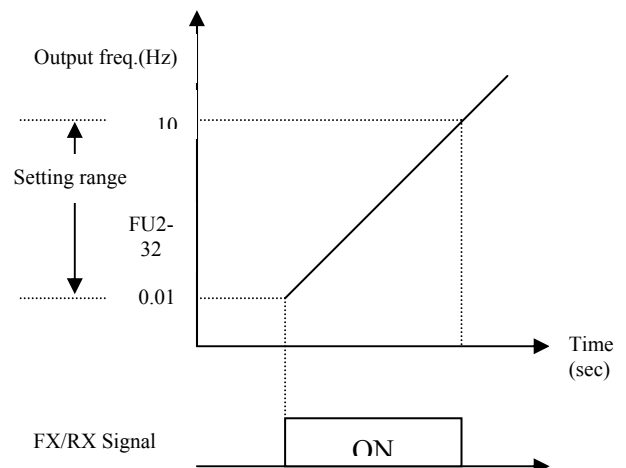 Output freq.(Hz)
10
Setting range
FU2-
32
0.01
Time
(sec)
FX/RX Signal
ON